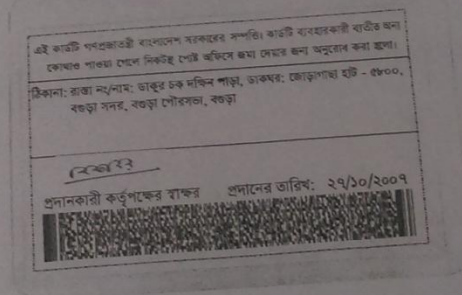 এই কার্ডটি গণপ্রজাতন্ত্রী বাংলাদেশ সরকারের সম্পত্তি। কার্ডটি ব্যবহারকারী ব্যতীত অন্য
কোথাও পাওয়া গেলে নিকটস্থ পোস্ট অফিসে জমা দেবার জন্য অনুরোধ করা হলো।
ঠিকানা: রাস্তা নং/নাম: চক দক্ষিন পাড়া, ডাকঘর: হাট - ৫৮০০,
বগুড়া সদর, বগুড়া পৌরসভা, বগুড়া
প্রদানকারী কর্তৃপক্ষের স্বাক্ষর প্রদানের তারিখ: ২৭/১০/২০০৭